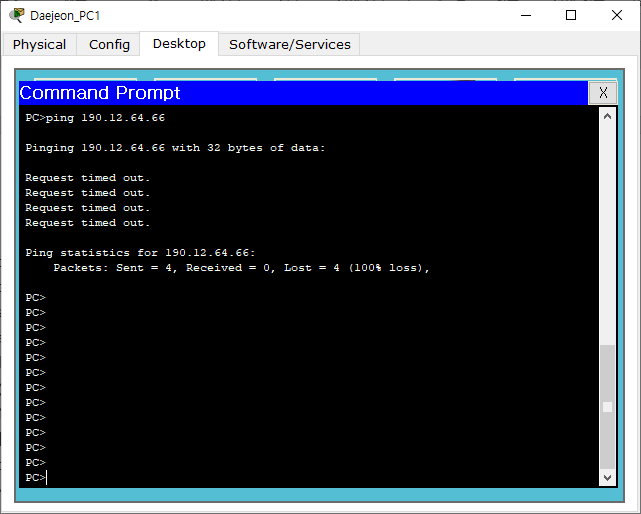 Daejeon_PC1
Physical Config Desktop Software/Services
Command Prompt X
PC>ping 190.12.64.66
Pinging 190.12.64.66 with 32 bytes of data:
Request timed out.
Request timed out.
Request timed out.
Request timed out.
Ping statistics for 190.12.64.66:
Packets: Sent = 4, Received = 0, Lost = 4 (100% loss),
PC>
PC>
PC>
PC>
PC>
PC>
PC>
PC>
PC>
PC>
PC>
PC>
PC>